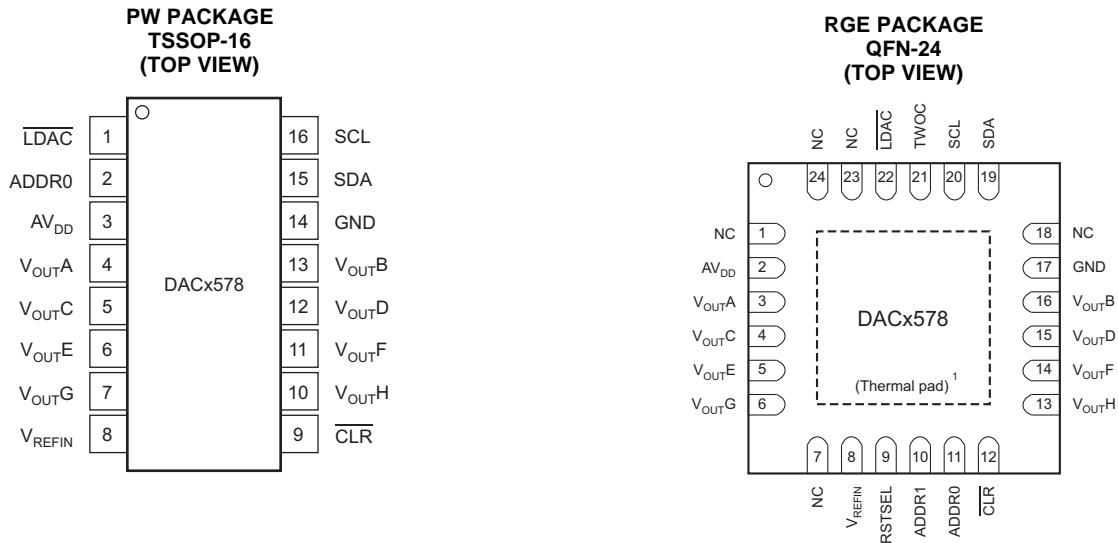 PW PACKAGE
TSSOP-16
(TOP VIEW)
LDAC 1 16 SCL
ADDR0 2 15 SDA
AVDD 3 14 GND
VOUTA 4 13 VOUTB
VOUTC 5 12 VOUTD
VOUTE 6 11 VOUTF
VOUTG 7 10 VOUTH
VREFIN 8 9 CLR
DACx578
RGE PACKAGE
QFN-24
(TOP VIEW)
NC NC LDAC TWOC SCL SDA
24 23 22 21 20 19
NC 1 18 NC
AVDD 2 17 GND
VOUTA 3 16 VOUTB
VOUTC 4 15 VOUTD
VOUTE 5 14 VOUTF
VOUTG 6 13 VOUTH
DACx578
(Thermal pad) 1
7 8 9 10 11 12
NC VREFIN RSTSEL ADDR1 ADDR0 CLR